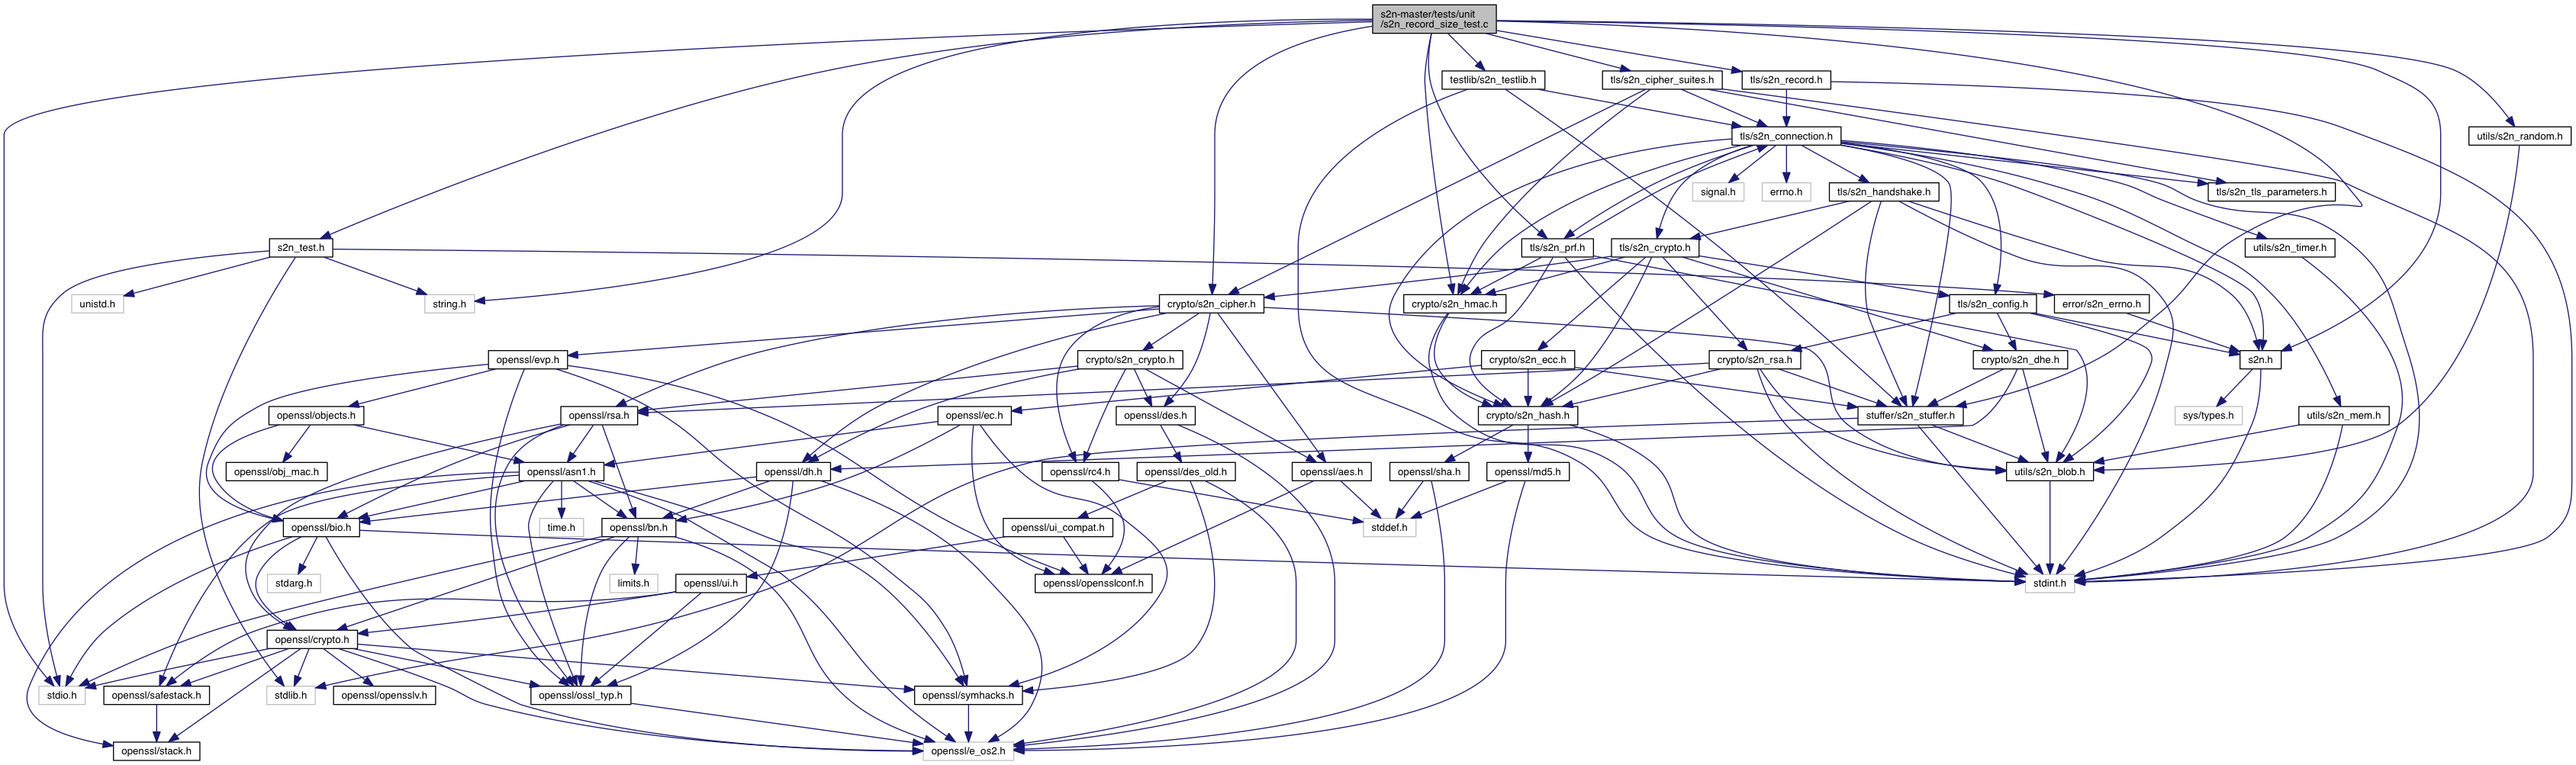 s2n-master/tests/unit
/s2n_record_size_test.c
testlib/s2n_testlib.h
tls/s2n_cipher_suites.h
tls/s2n_record.h
tls/s2n_connection.h
utils/s2n_random.h
signal.h
errno.h
tls/s2n_handshake.h
tls/s2n_tls_parameters.h
s2n_test.h
tls/s2n_prf.h
tls/s2n_crypto.h
utils/s2n_timer.h
unistd.h
string.h
crypto/s2n_cipher.h
crypto/s2n_hmac.h
tls/s2n_config.h
error/s2n_errno.h
openssl/evp.h
crypto/s2n_crypto.h
crypto/s2n_ecc.h
crypto/s2n_rsa.h
crypto/s2n_dhe.h
s2n.h
openssl/objects.h
openssl/rsa.h
openssl/ec.h
openssl/des.h
crypto/s2n_hash.h
stuffer/s2n_stuffer.h
sys/types.h
utils/s2n_mem.h
openssl/obj_mac.h
openssl/asn1.h
openssl/dh.h
openssl/rc4.h
openssl/des_old.h
openssl/aes.h
openssl/sha.h
openssl/md5.h
utils/s2n_blob.h
openssl/bio.h
time.h
openssl/bn.h
openssl/ui_compat.h
stddef.h
stdarg.h
limits.h
openssl/ui.h
openssl/opensslconf.h
stdint.h
openssl/crypto.h
stdio.h
openssl/safestack.h
stdlib.h
openssl/opensslv.h
openssl/ossl_typ.h
openssl/symhacks.h
openssl/stack.h
openssl/e_os2.h